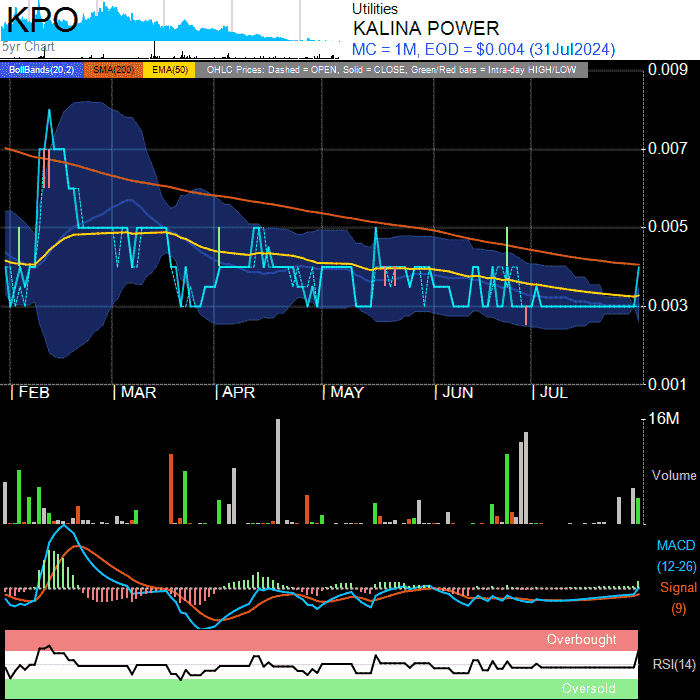 KPO
Utilities
KALINA POWER
5yr Chart
MC = 1M, EOD = $0.004 (31Jul2024)
BollBands(20,2) SMA(200) EMA(50) OHLC Prices: Dashed = OPEN, Solid = CLOSE, Green/Red bars = Intra-day HIGH/LOW
0.009
0.007
0.005
0.003
0.001
FEB MAR APR MAY JUN JUL
16M
Volume
MACD
(12-26)
Signal
(9)
Overbought
RSI(14)
Oversold